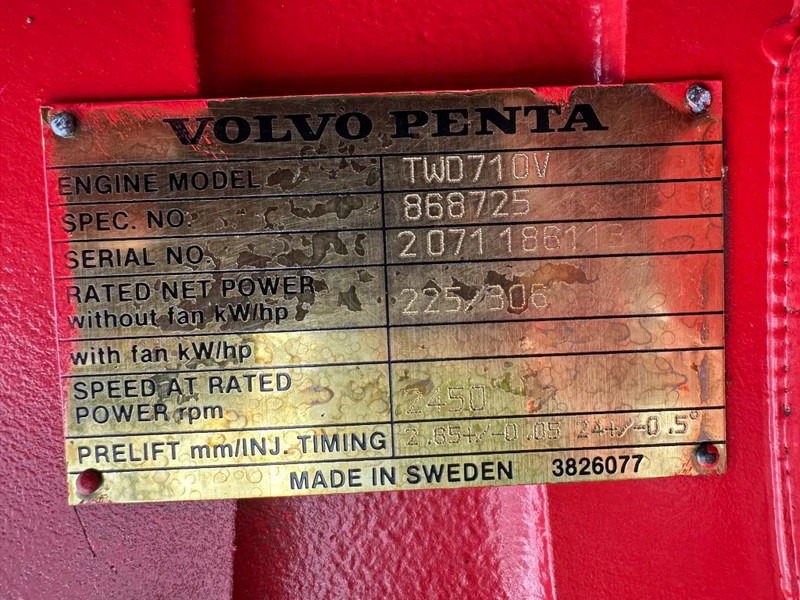 VOLVO PENTA
ENGINE MODEL TWD710V
SPEC. NO. 868725
SERIAL NO. 2071186113
RATED NET POWER
without fan kW/hp 225/306
with fan kW/hp
SPEED AT RATED
POWER rpm 2450
PRELIFT mm/INJ. TIMING 2.65+/-0.05 24+/-0.5°
MADE IN SWEDEN 3826077